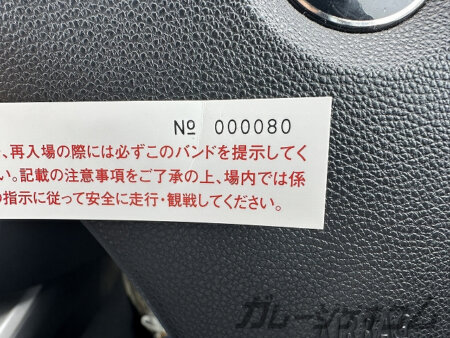 № 000080
、再入場の際には必ずこのバンドを提示してく
い。記載の注意事項をご了承の上、場内では係
の指示に従って安全に走行・観戦してください。